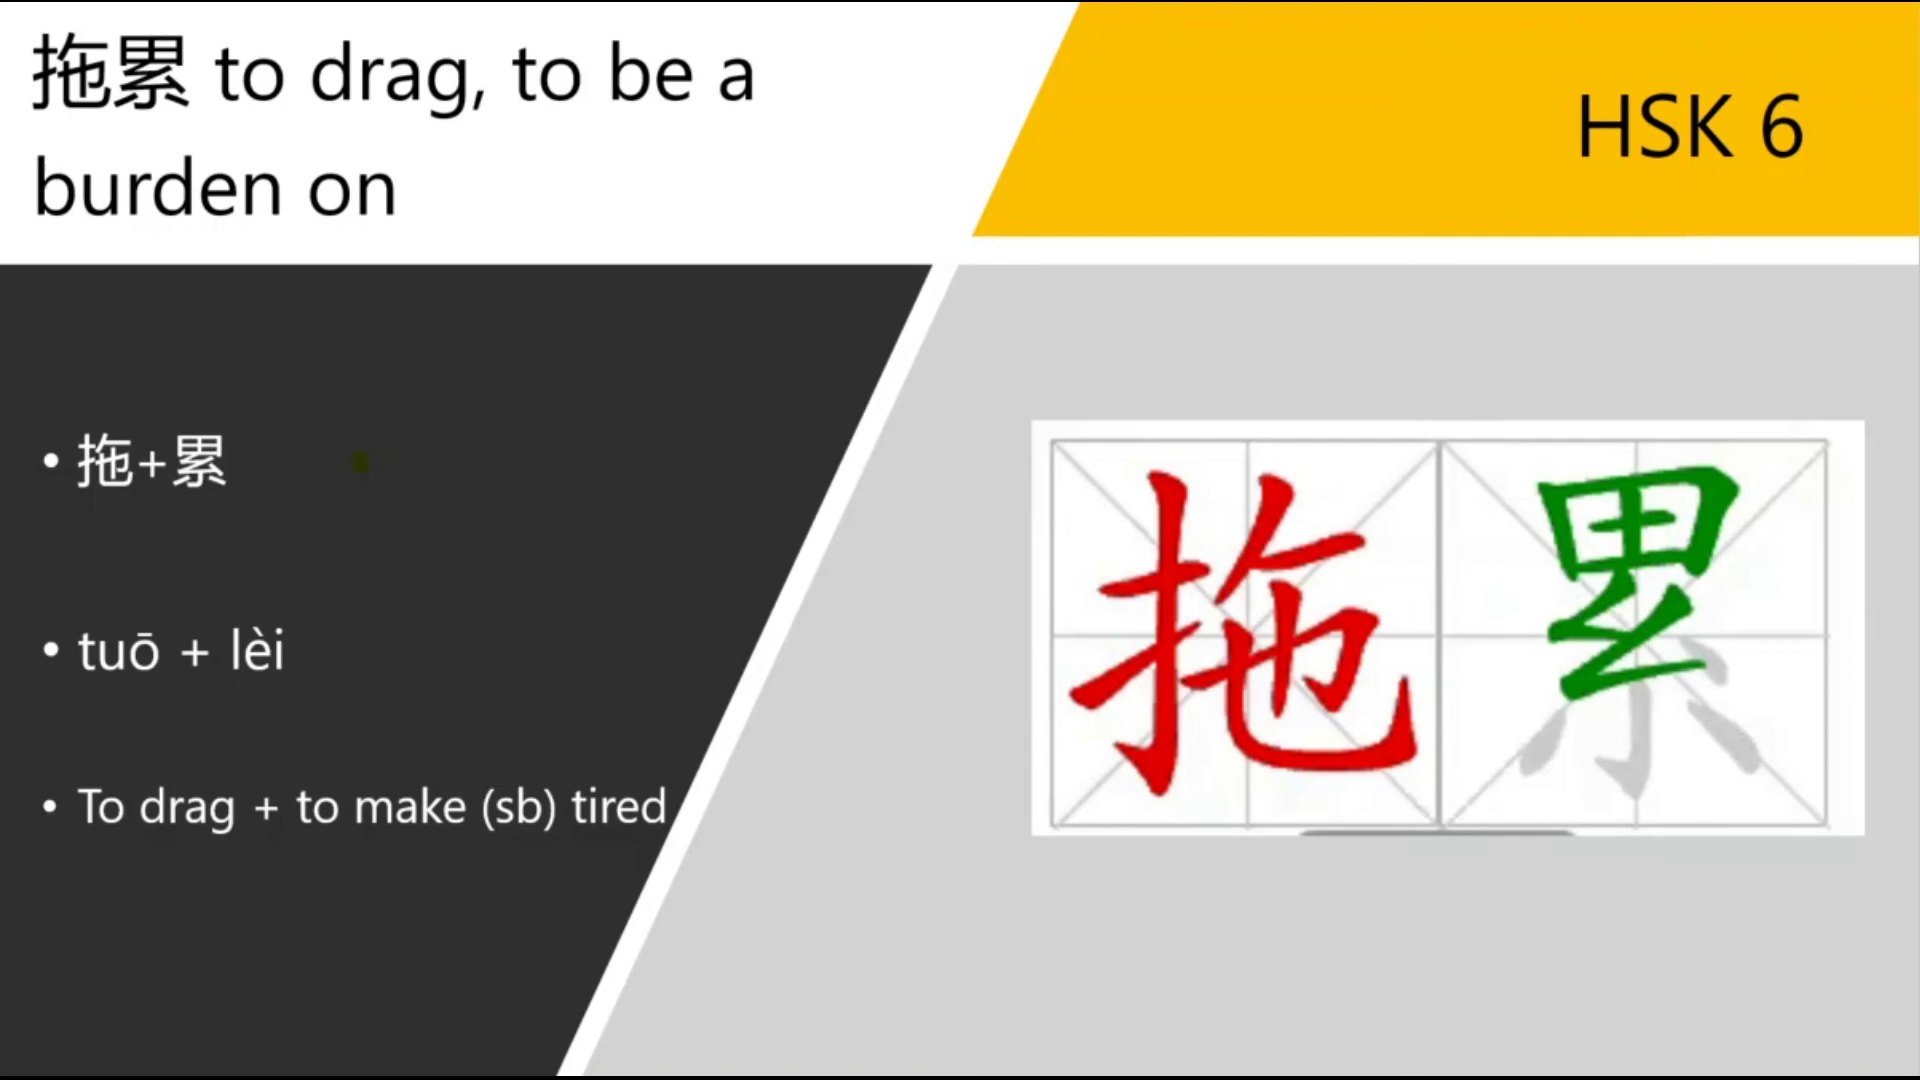 拖累 to drag, to be a
burden on
HSK 6
• 拖+累
• tuō + lèi
• To drag + to make (sb) tired
拖累